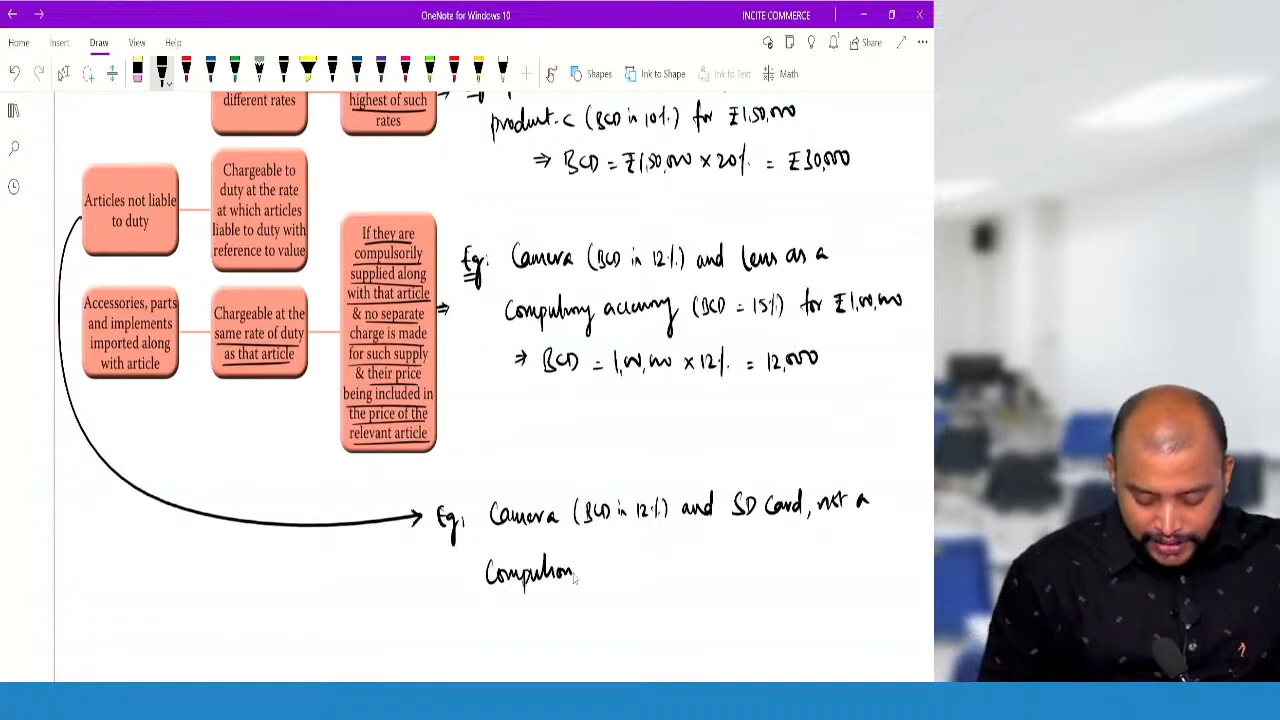 OneNote for Windows 10
INCITE COMMERCE
Home Insert Draw View Help
Share
Shapes Ink to Shape Ink to Text Math
different rates
highest of such
rates
product-C (BCD is 10%) for ₹1,50,000
⇒ BCD = ₹1,50,000 × 20% = ₹30,000
Articles not liable
to duty
Chargeable to
duty at the rate
at which articles
liable to duty with
reference to value
Accessories, parts
and implements
imported along
with article
Chargeable at the
same rate of duty
as that article
If they are
compulsorily
supplied along
with that article
& no separate
charge is made
for such supply
& their price
being included in
the price of the
relevant article
Eg: Camera (BCD is 12%) and Lens as a
Compulsory accessory (BCD = 15%) for ₹1,00,000
⇒ BCD = 1,00,000 × 12% = 12,000
Eg: Camera (BCD is 12%) and SD Card, not a